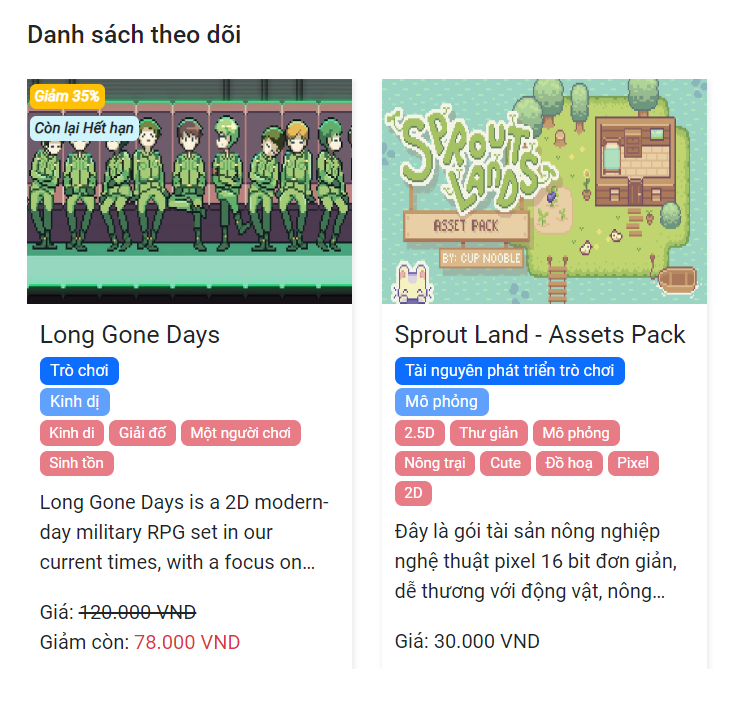 Danh sách theo dõi
Giảm 35%
Còn lại Hết hạn
Long Gone Days
Trò chơi
Kinh dị
Kinh dị Giải đố Một người chơi
Sinh tồn
Long Gone Days is a 2D modern-
day military RPG set in our
current times, with a focus on…
Giá: 120.000 VND
Giảm còn: 78.000 VND
SPROUT
LANDS
ASSET PACK
BY: CUP NOOBLE
Sprout Land - Assets Pack
Tài nguyên phát triển trò chơi
Mô phỏng
2.5D Thư giản Mô phỏng
Nông trại Cute Đồ hoạ Pixel
2D
Đây là gói tài sản nông nghiệp
nghệ thuật pixel 16 bit đơn giản,
dễ thương với động vật, nông…
Giá: 30.000 VND